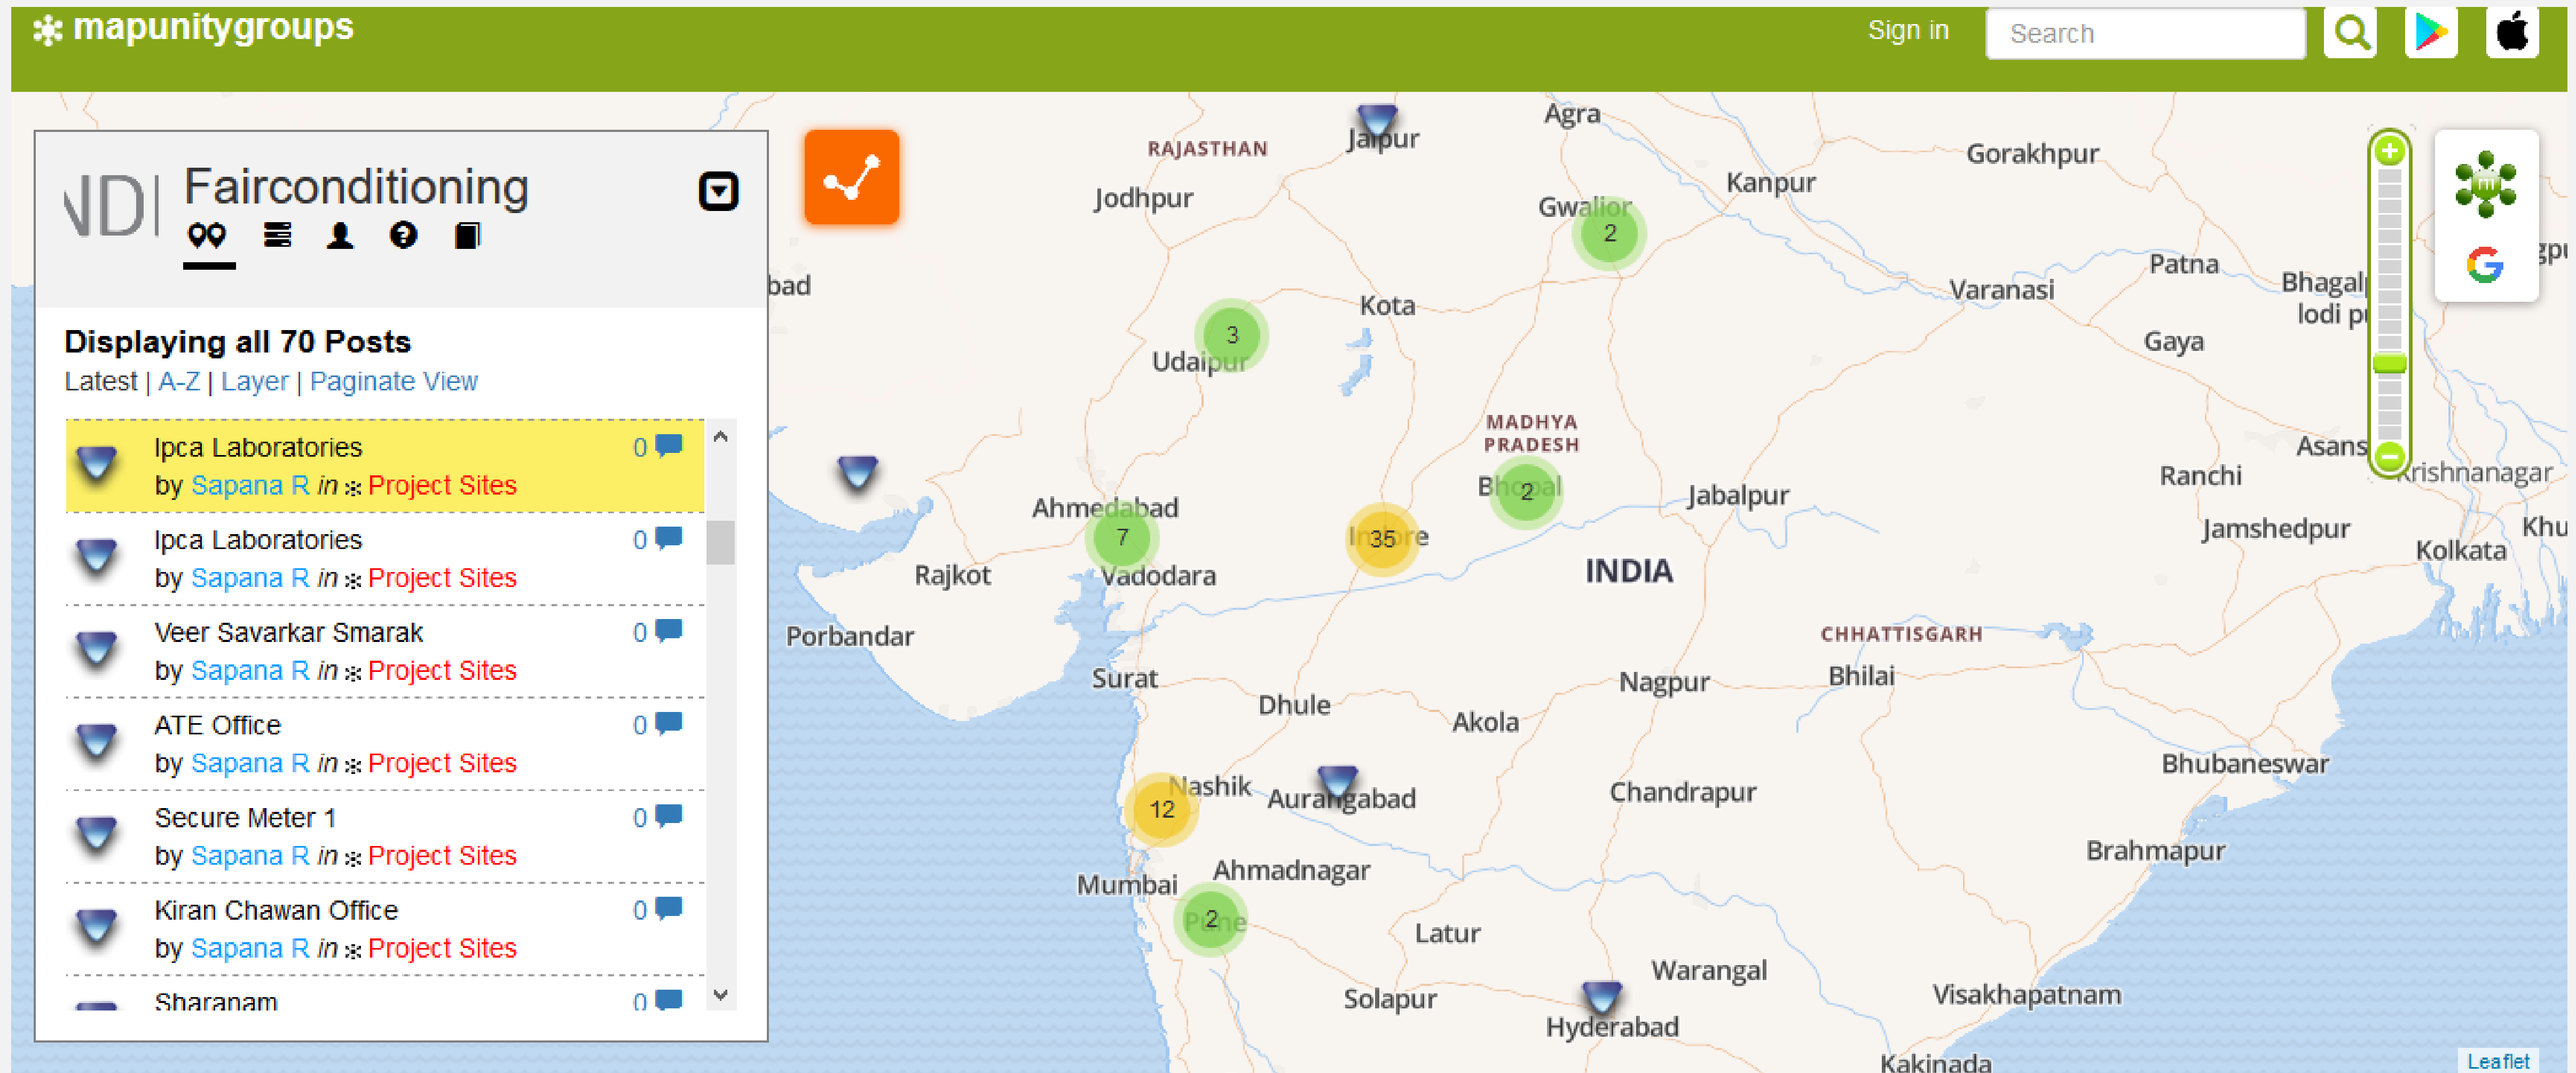 mapunitygroups
Sign in
Search
Fairconditioning
Displaying all 70 Posts
Latest | A-Z | Layer | Paginate View
Ipca Laboratories 0
by Sapana R in Project Sites
Ipca Laboratories 0
by Sapana R in Project Sites
Veer Savarkar Smarak 0
by Sapana R in Project Sites
ATE Office 0
by Sapana R in Project Sites
Secure Meter 1 0
by Sapana R in Project Sites
Kiran Chawan Office 0
by Sapana R in Project Sites
Sharanam 0
Agra
RAJASTHAN
Jaipur
Gorakhpur
Jodhpur
Kanpur
Gwalior
2
Patna
bad
Varanasi
Kota
3
Udaipur
Gaya
MADHYA
PRADESH
Ranchi
Bhopal
2
Jabalpur
Krishnanagar
Ahmedabad
7
Indore
35
Jamshedpur
Khu
Kolkata
Rajkot
Vadodara
INDIA
Porbandar
CHHATTISGARH
Surat
Nagpur
Bhilai
Dhule
Akola
Bhubaneswar
Nashik
12
Aurangabad
Chandrapur
Brahmapur
Mumbai
Ahmadnagar
Pune
2
Latur
Warangal
Solapur
Visakhapatnam
Hyderabad
Kakinada
Leaflet